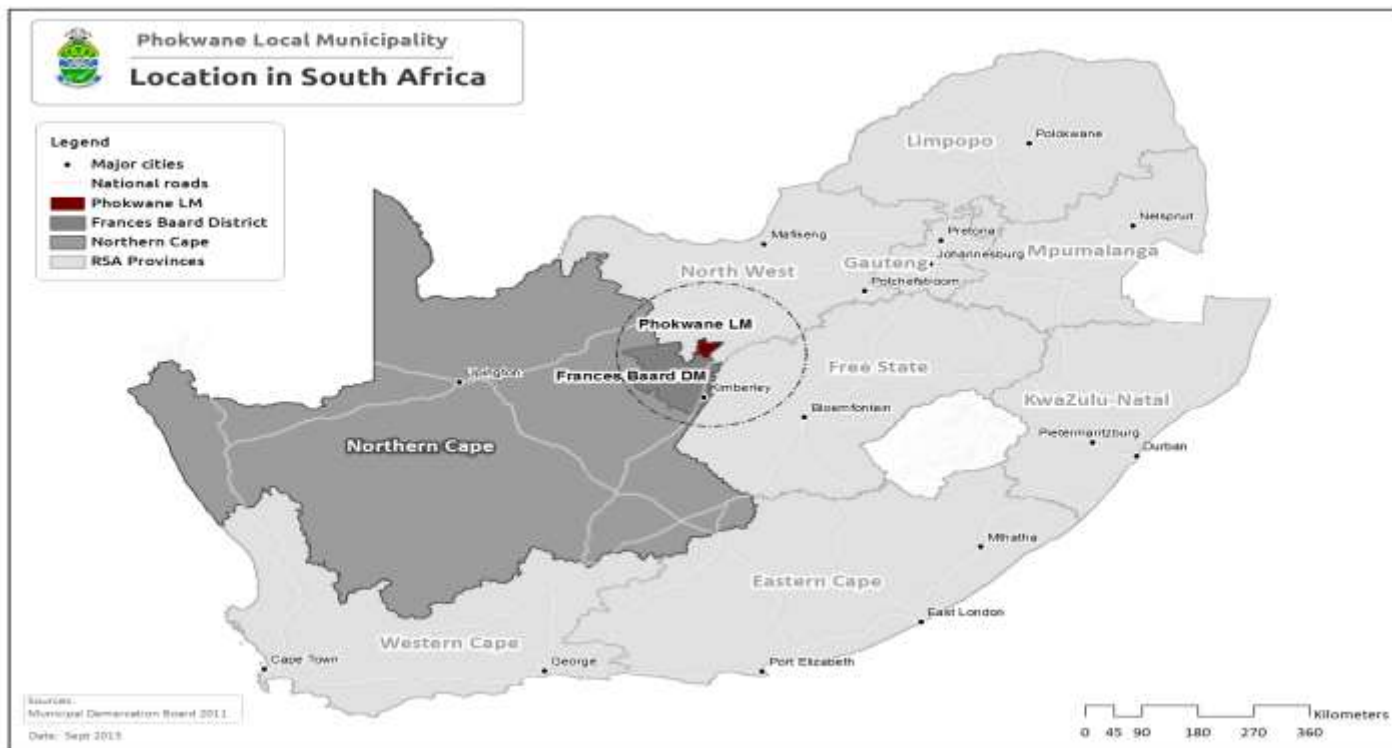 Phokwane Local Municipality
Location in South Africa
Legend
Major cities
National roads
Phokwane LM
Frances Baard District
Northern Cape
RSA Provinces
Limpopo
Polokwane
Nelspruit
Mafikeng
Pretoria
Johannesburg
Mpumalanga
North West
Gauteng
Potchefstroom
Phokwane LM
Free State
Upington
Frances Baard DM
Kimberley
KwaZulu-Natal
Bloemfontein
Northern Cape
Pietermaritzburg
Durban
Mthatha
Eastern Cape
East London
Western Cape
Cape Town
George
Port Elizabeth
Sources:
Municipal Demarcation Board 2011
Date: Sept 2013
Kilometers
0 45 90 180 270 360